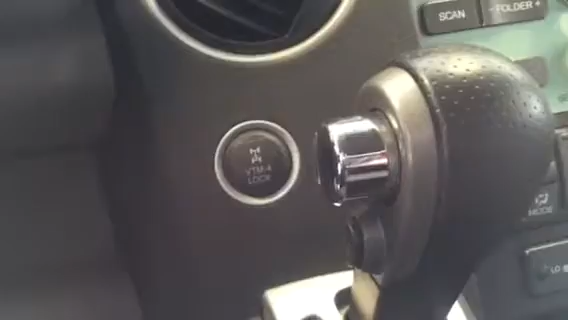 SCAN
- FOLDER +
VTM-4
LOCK
MODE
LO